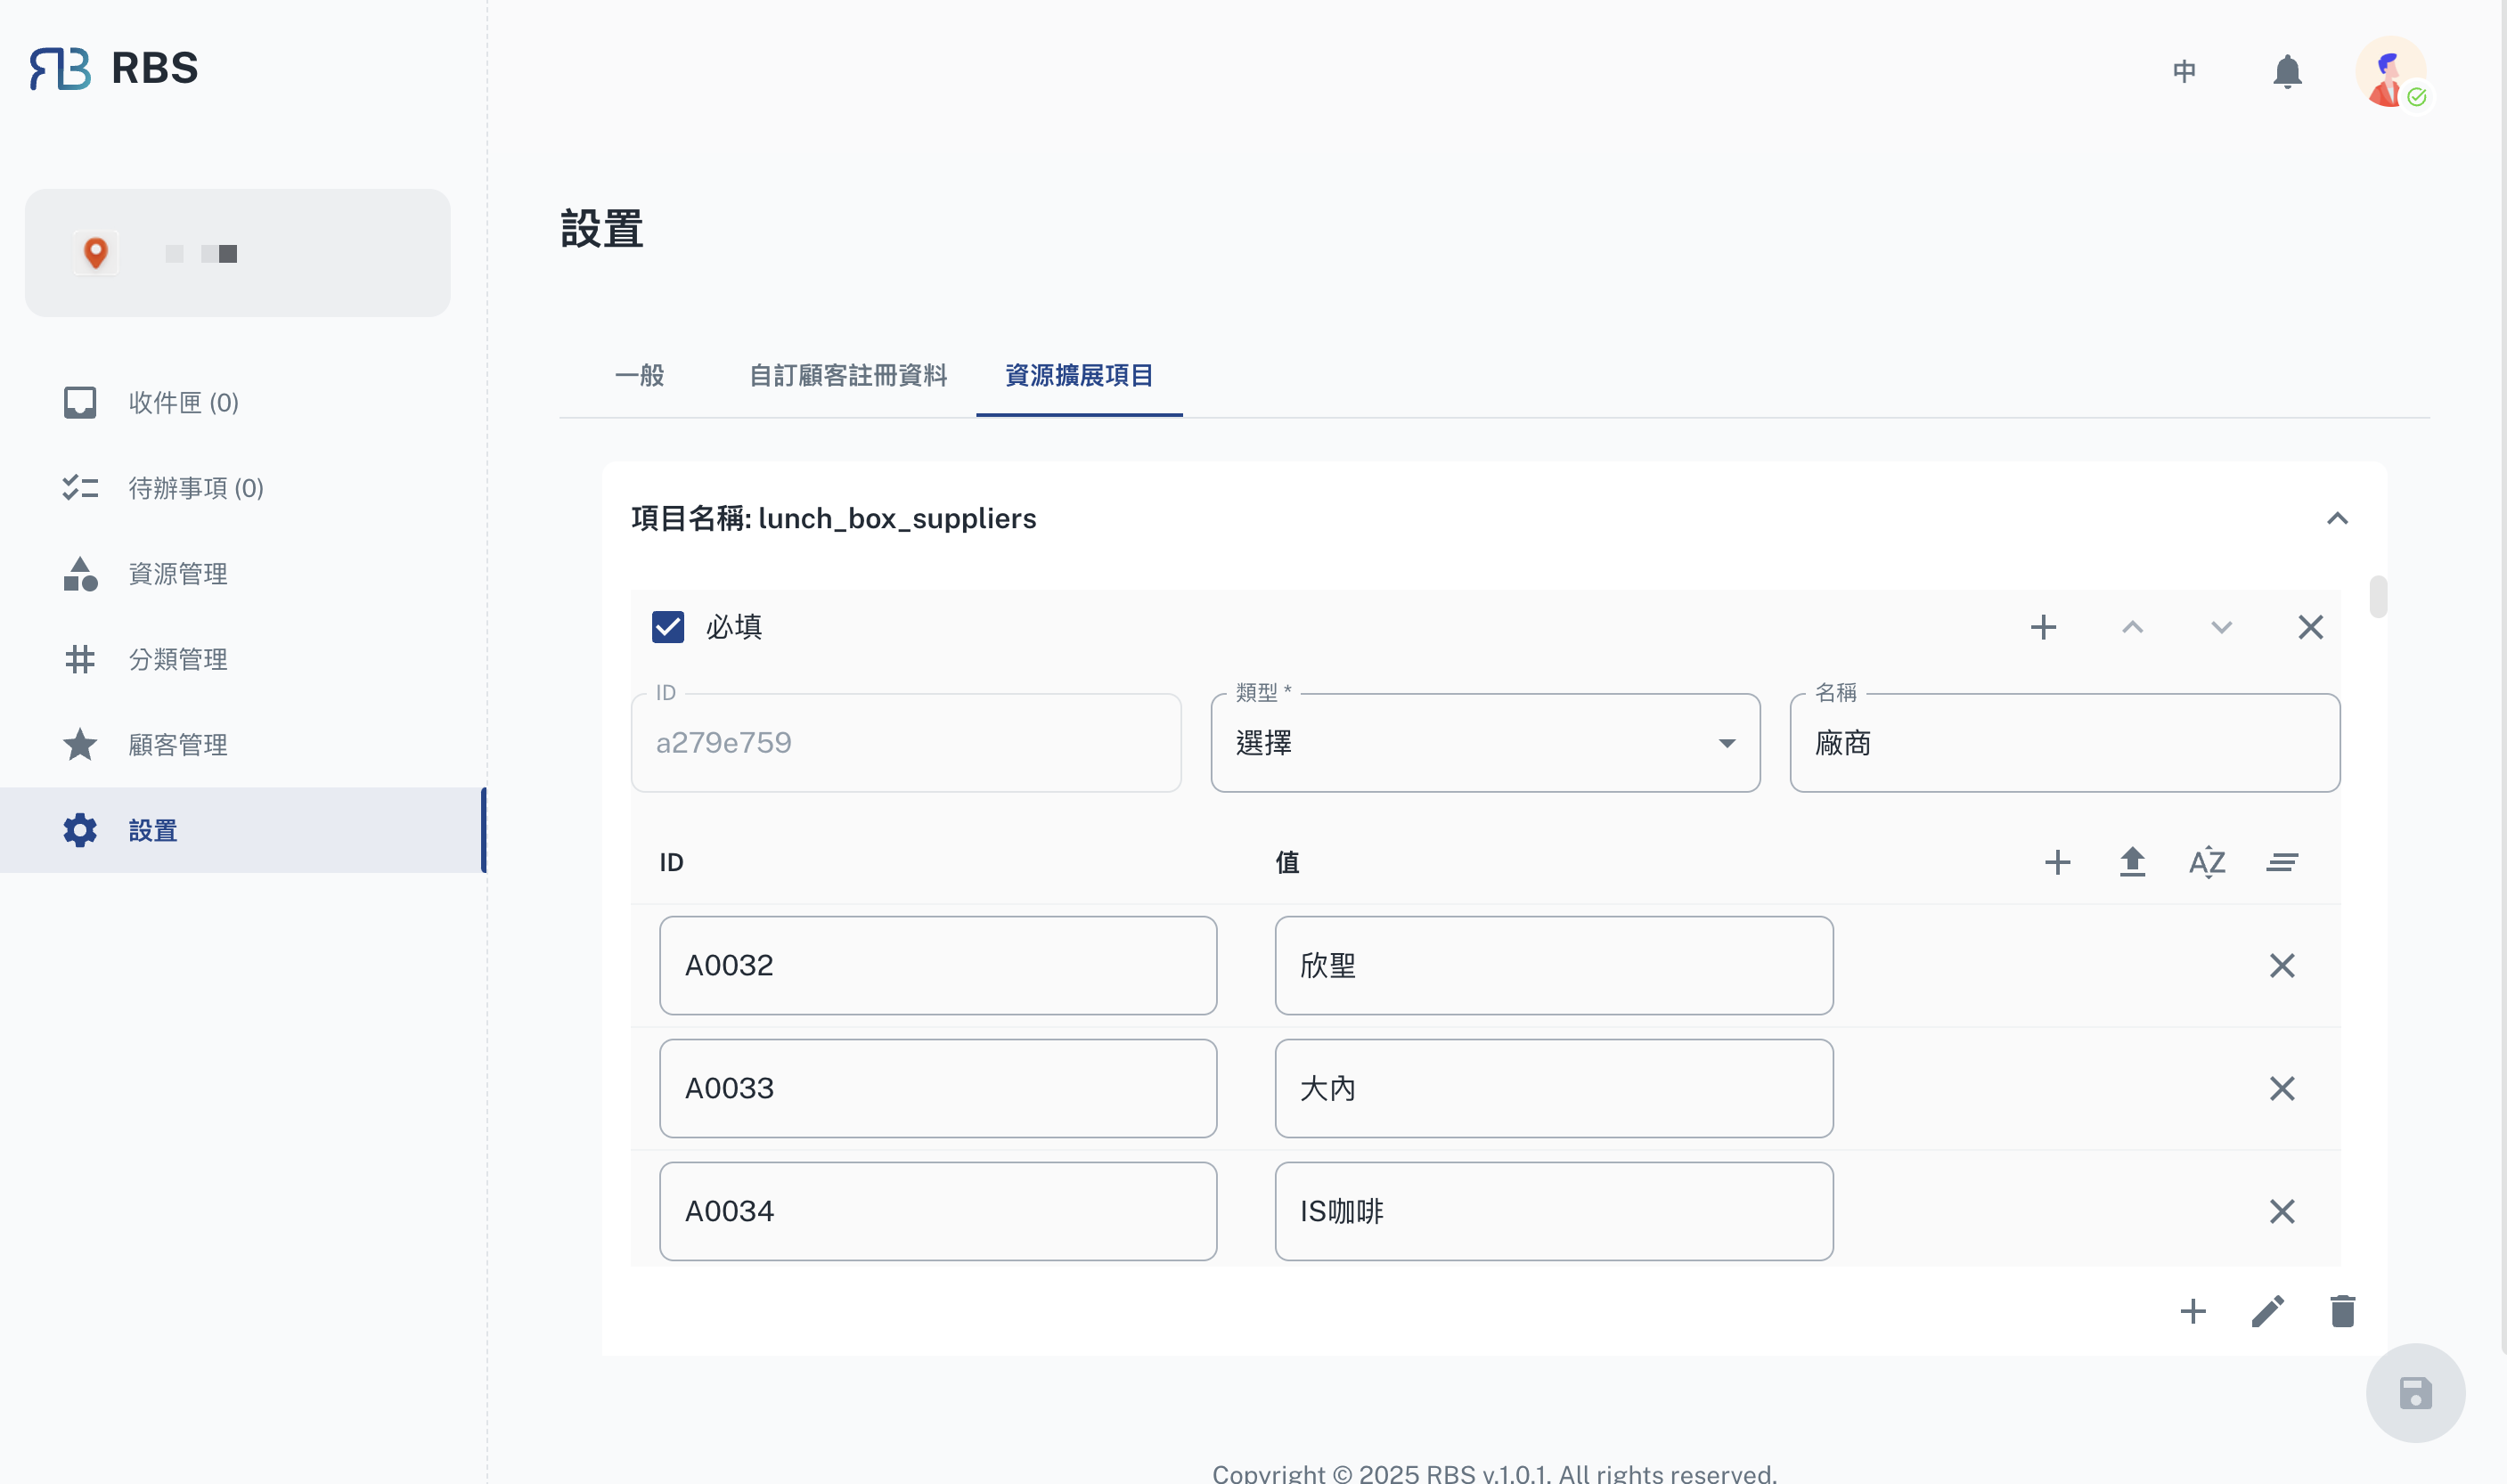 RBS
中
收件匣 (0)
待辦事項 (0)
資源管理
分類管理
顧客管理
設置
設置
一般 自訂顧客註冊資料 資源擴展項目
項目名稱: lunch_box_suppliers
必填
ID 類型 * 名稱
a279e759 選擇 廠商
ID 值 AZ
A0032 欣聖
A0033 大內
A0034 IS咖啡
Copyright © 2025 RBS v.1.0.1. All rights reserved.